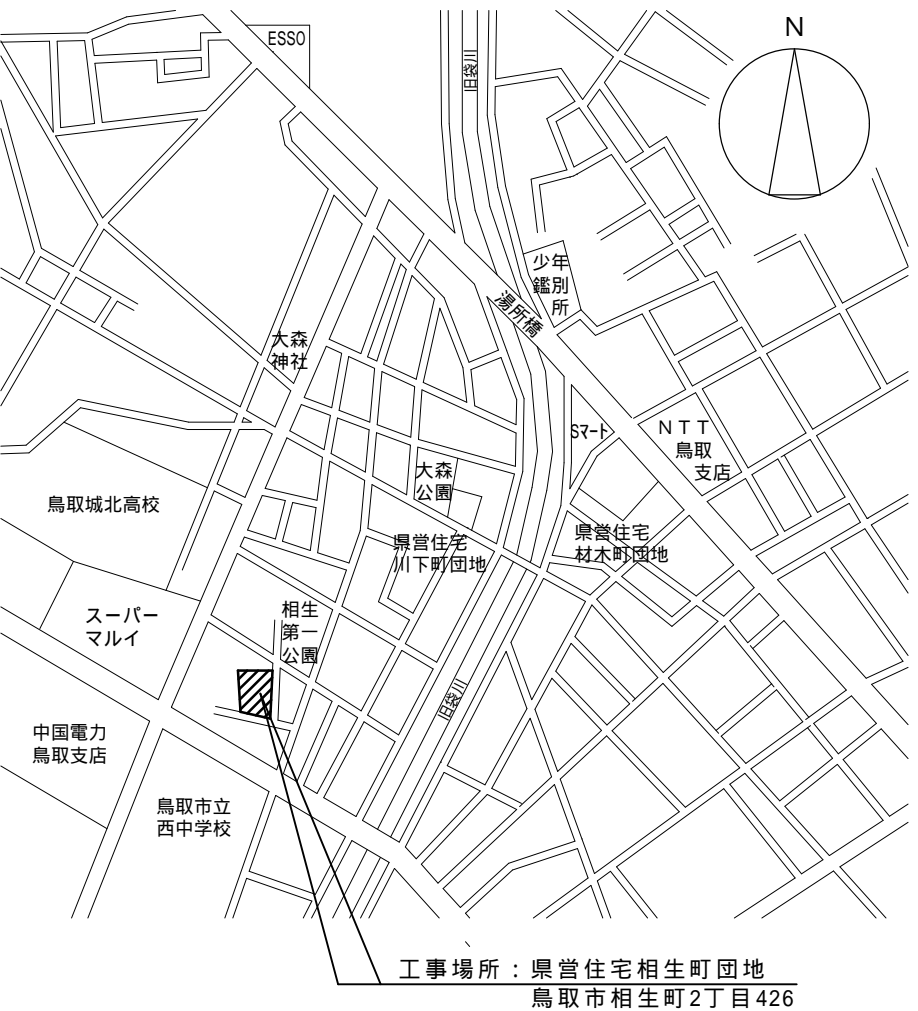 ESSO
N
旧袋川
少年
鑑別
所
湯所橋
大森
神社
Sマート
NTT
鳥取
支店
大森
公園
鳥取城北高校
県営住宅
川下町団地
県営住宅
材木町団地
スーパー
マルイ
相生
第一
公園
旧袋川
中国電力
鳥取支店
鳥取市立
西中学校
工事場所：県営住宅相生町団地
鳥取市相生町2丁目426